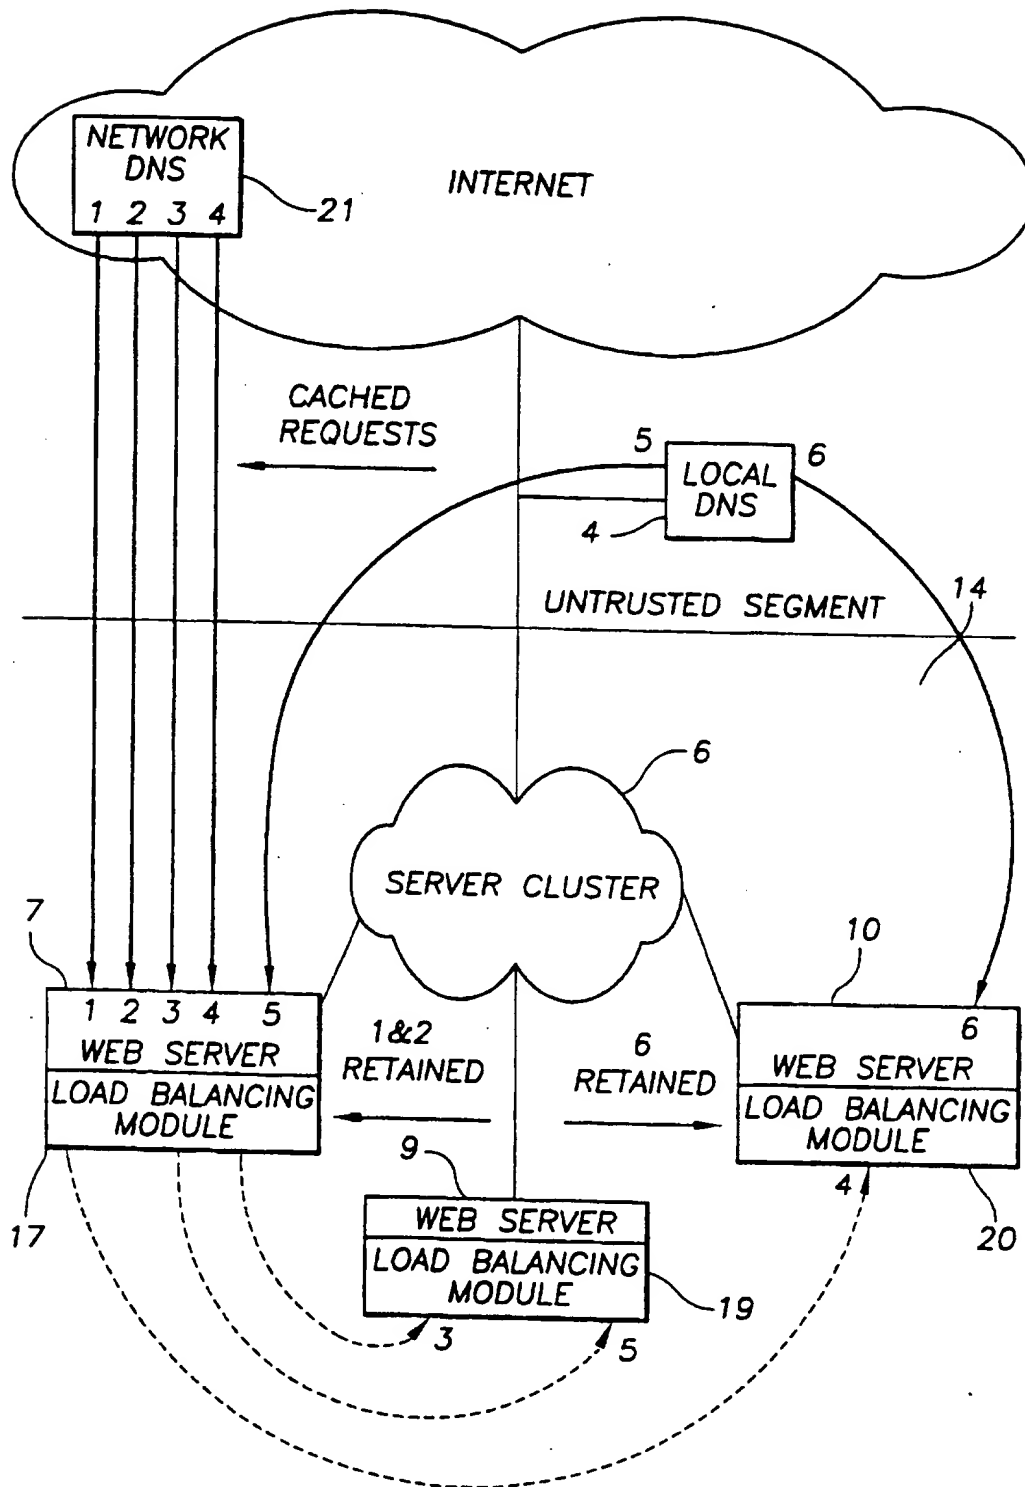 NETWORK
DNS
1 2 3 4
21
INTERNET
CACHED
REQUESTS
5
LOCAL
DNS
6
4
UNTRUSTED SEGMENT
14
6
SERVER CLUSTER
7
1 2 3 4 5
WEB SERVER
LOAD BALANCING
MODULE
17
1&2
RETAINED
6
RETAINED
10
6
WEB SERVER
LOAD BALANCING
MODULE
4
20
9
WEB SERVER
LOAD BALANCING
MODULE
19
3
5